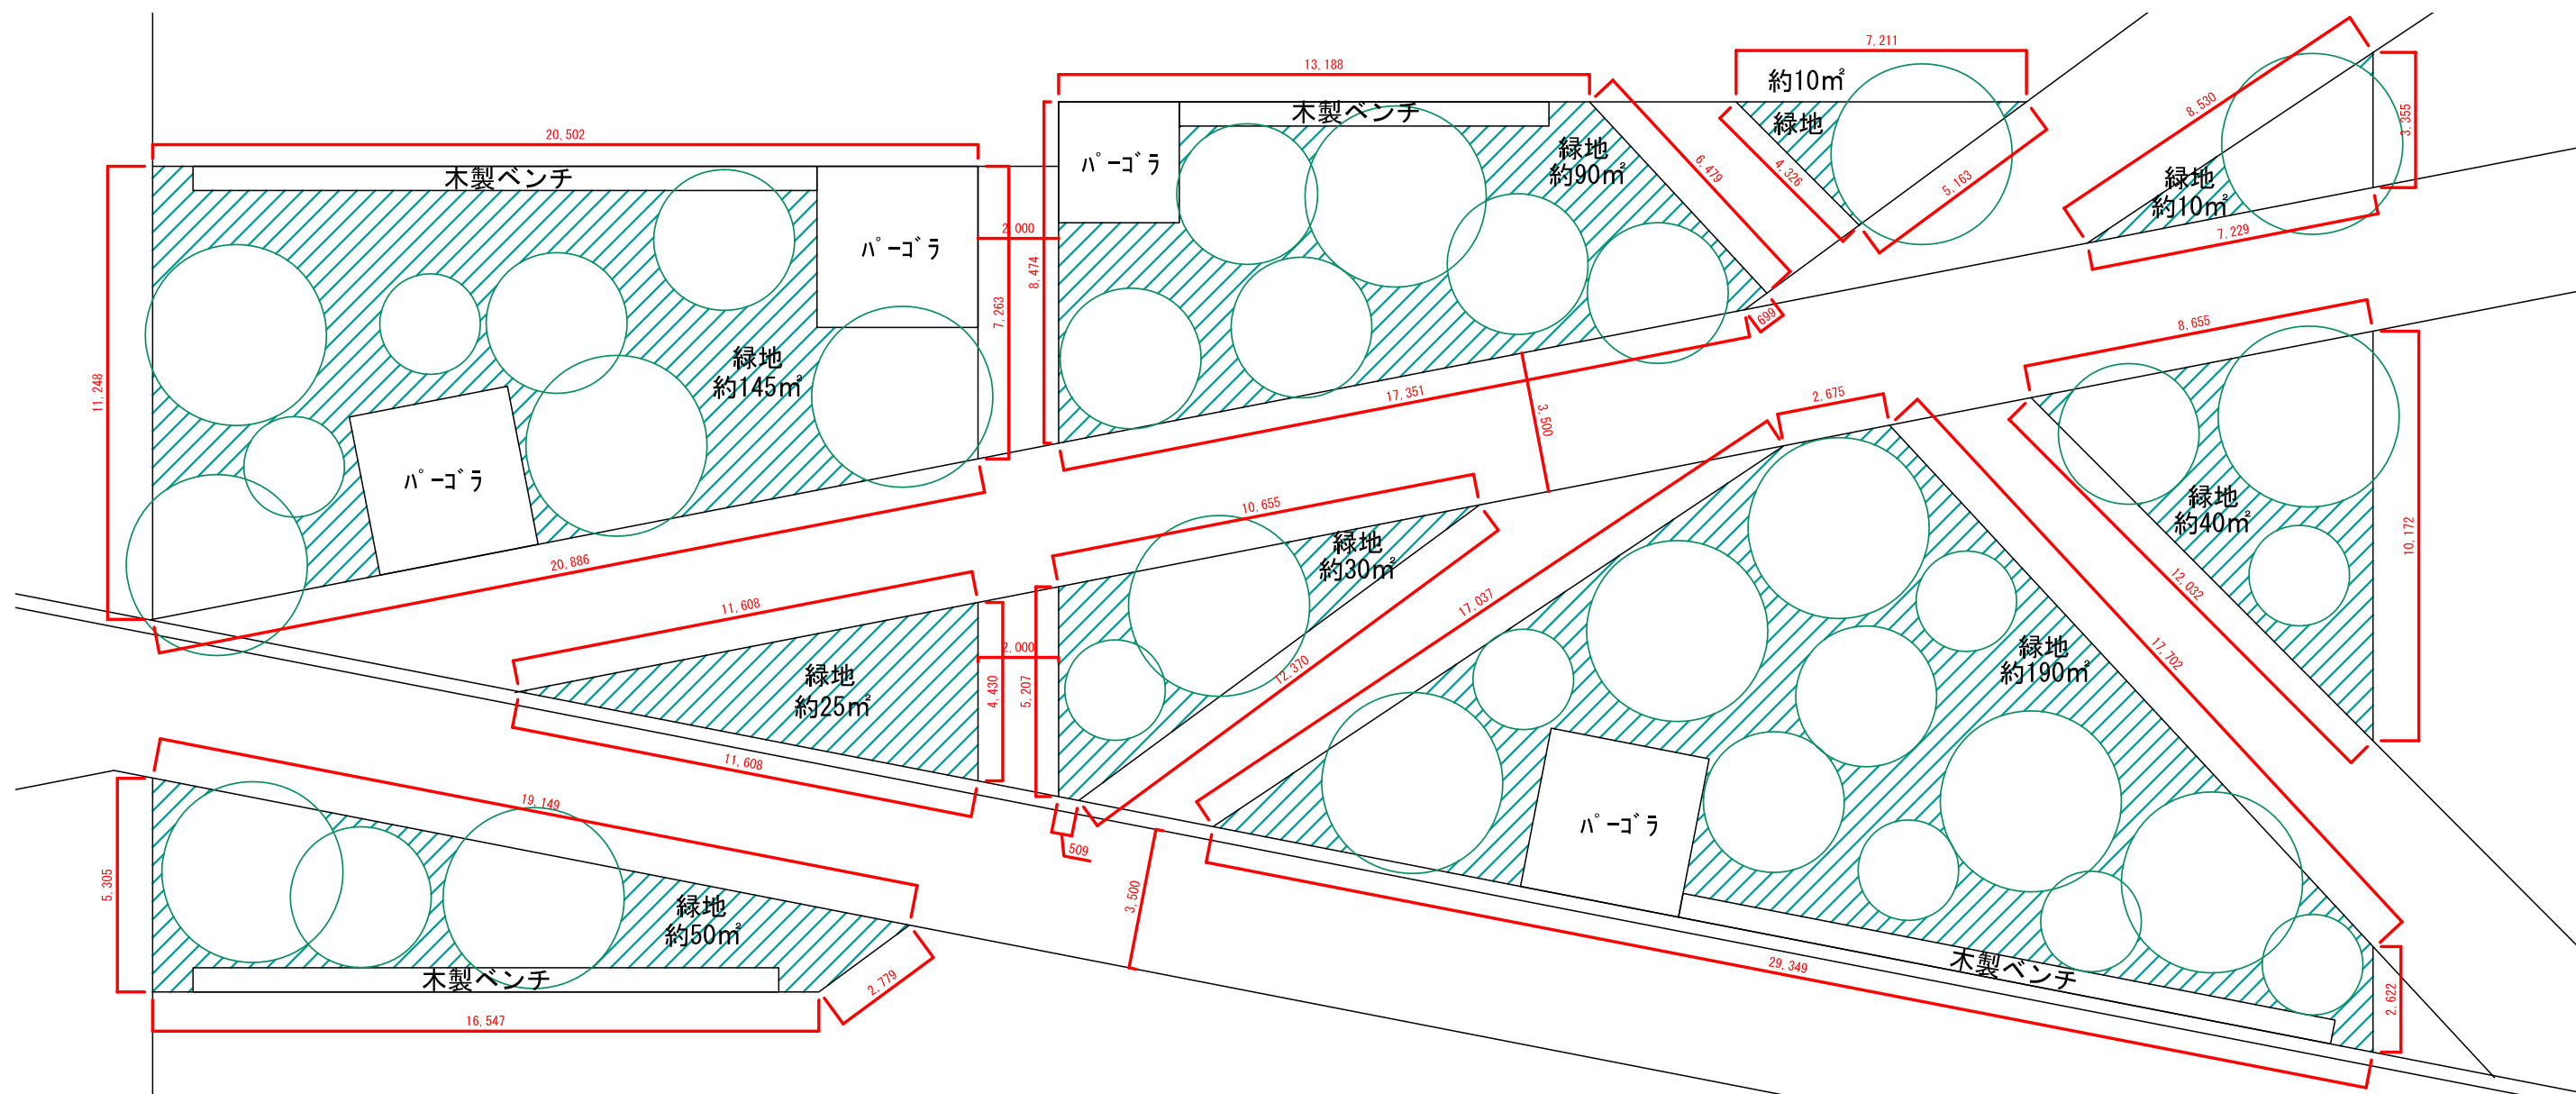 7,211
13,188
約10㎡
緑地
8,530
3,355
20,502
木製ベンチ
パーゴラ
緑地
約90㎡
6,479
4,326
5,163
緑地
約10㎡
7,229
木製ベンチ
パーゴラ
2,000
8,474
7,263
699
8,655
11,248
緑地
約145㎡
17,351
3,500
2,675
パーゴラ
20,886
10,655
緑地
約30㎡
緑地
約40㎡
10,172
12,032
11,608
緑地
約25㎡
2,000
4,430
5,207
12,370
17,037
緑地
約190㎡
17,702
11,608
19,149
509
パーゴラ
5,305
緑地
約50㎡
3,500
木製ベンチ
2,779
16,547
29,349
木製ベンチ
2,622